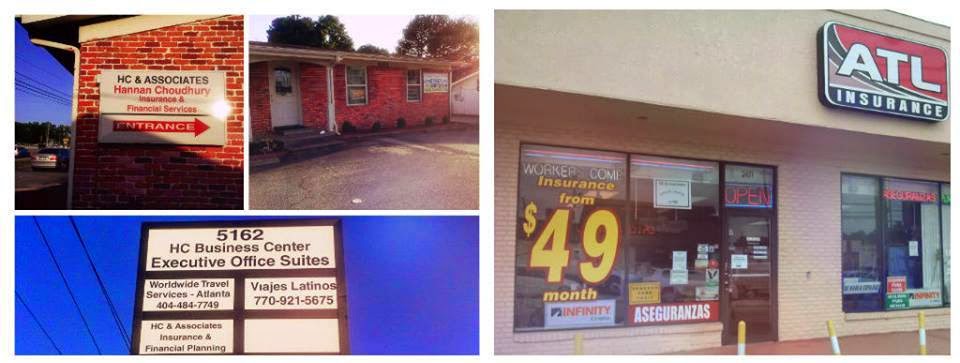 HC & ASSOCIATES
Hannan Choudhury
Insurance &
Financial Services
ENTRANCE
5162
HC Business Center
Executive Office Suites
Worldwide Travel
Services - Atlanta
404-484-7749
Viajes Latinos
770-921-5675
HC & Associates
Insurance &
Financial Planning
ATL
INSURANCE
WORKERS COMP
Insurance
from
$49
month
INFINITY
ASEGURANZAS
OPEN
ASEGURANZAS
INFINITY